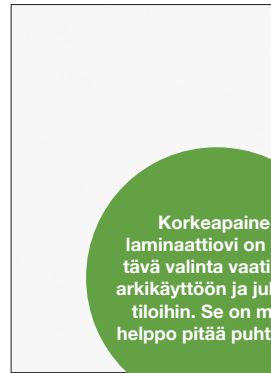 Korkeapaine
laminaattiovi on
tävä valinta vaati
arkikäyttöön ja jul
tiloihin. Se on m
helppo pitää puht